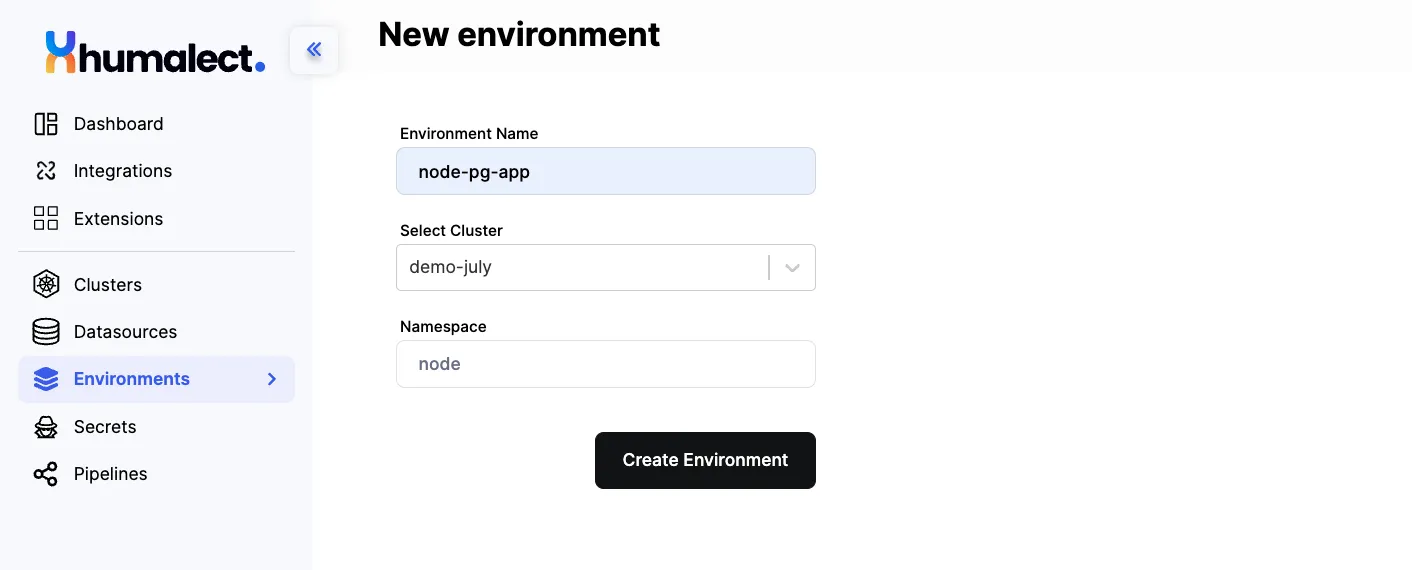 humalect.
Dashboard
Integrations
Extensions
Clusters
Datasources
Environments
Secrets
Pipelines
New environment
Environment Name
node-pg-app
Select Cluster
demo-july
Namespace
node
Create Environment